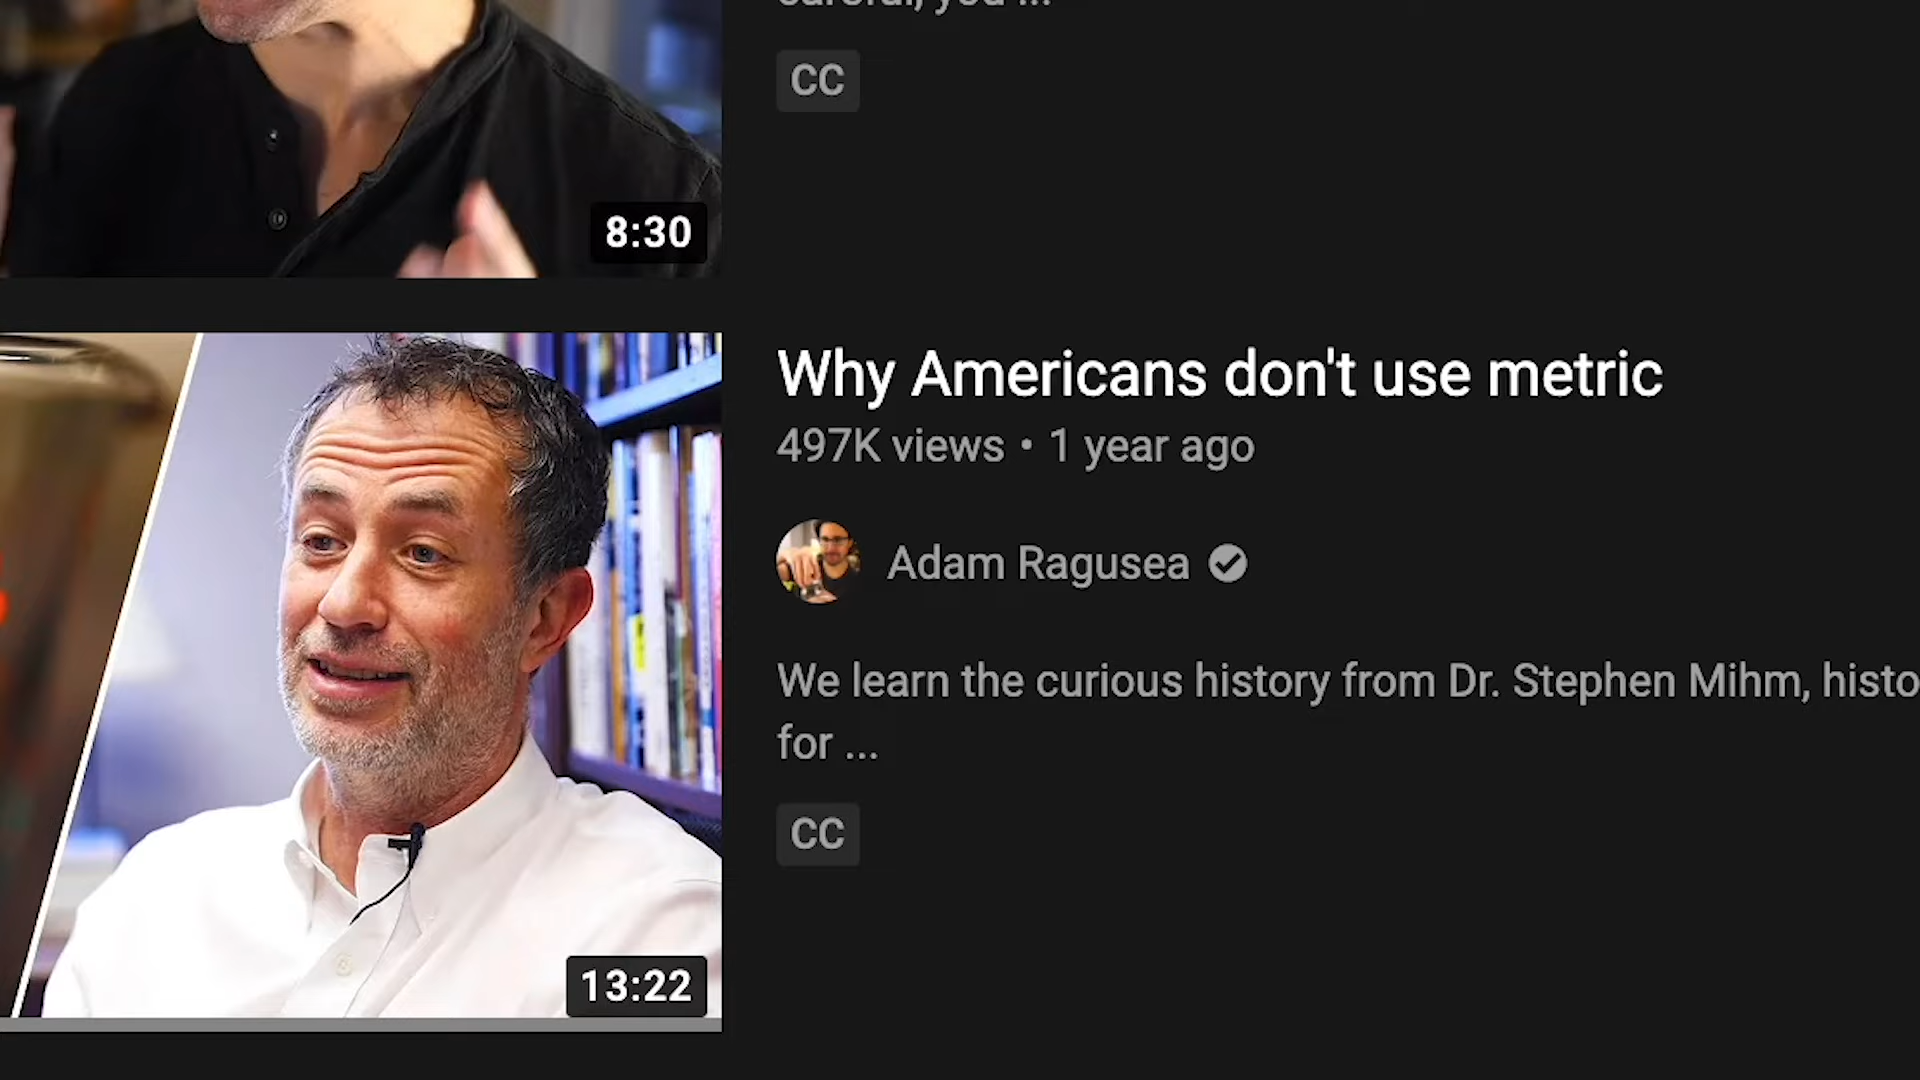 CC
8:30
Why Americans don't use metric
497K views • 1 year ago
Adam Ragusea
We learn the curious history from Dr. Stephen Mihm, histo
for ...
CC
13:22